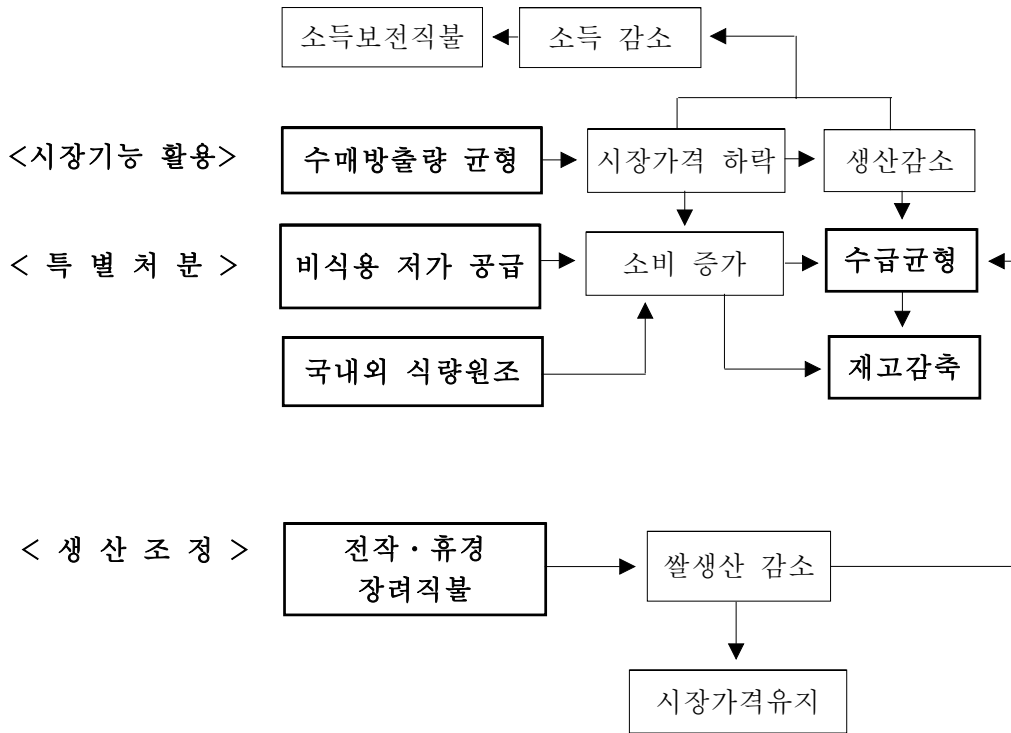 소득보전직불 소득 감소
<시장기능 활용> 수매방출량 균형 시장가격 하락 생산감소
< 특 별 처 분 > 비식용 저가 공급 소비 증가 수급균형
국내외 식량원조 재고감축
< 생 산 조 정 > 전작·휴경 쌀생산 감소
장려직불
시장가격유지